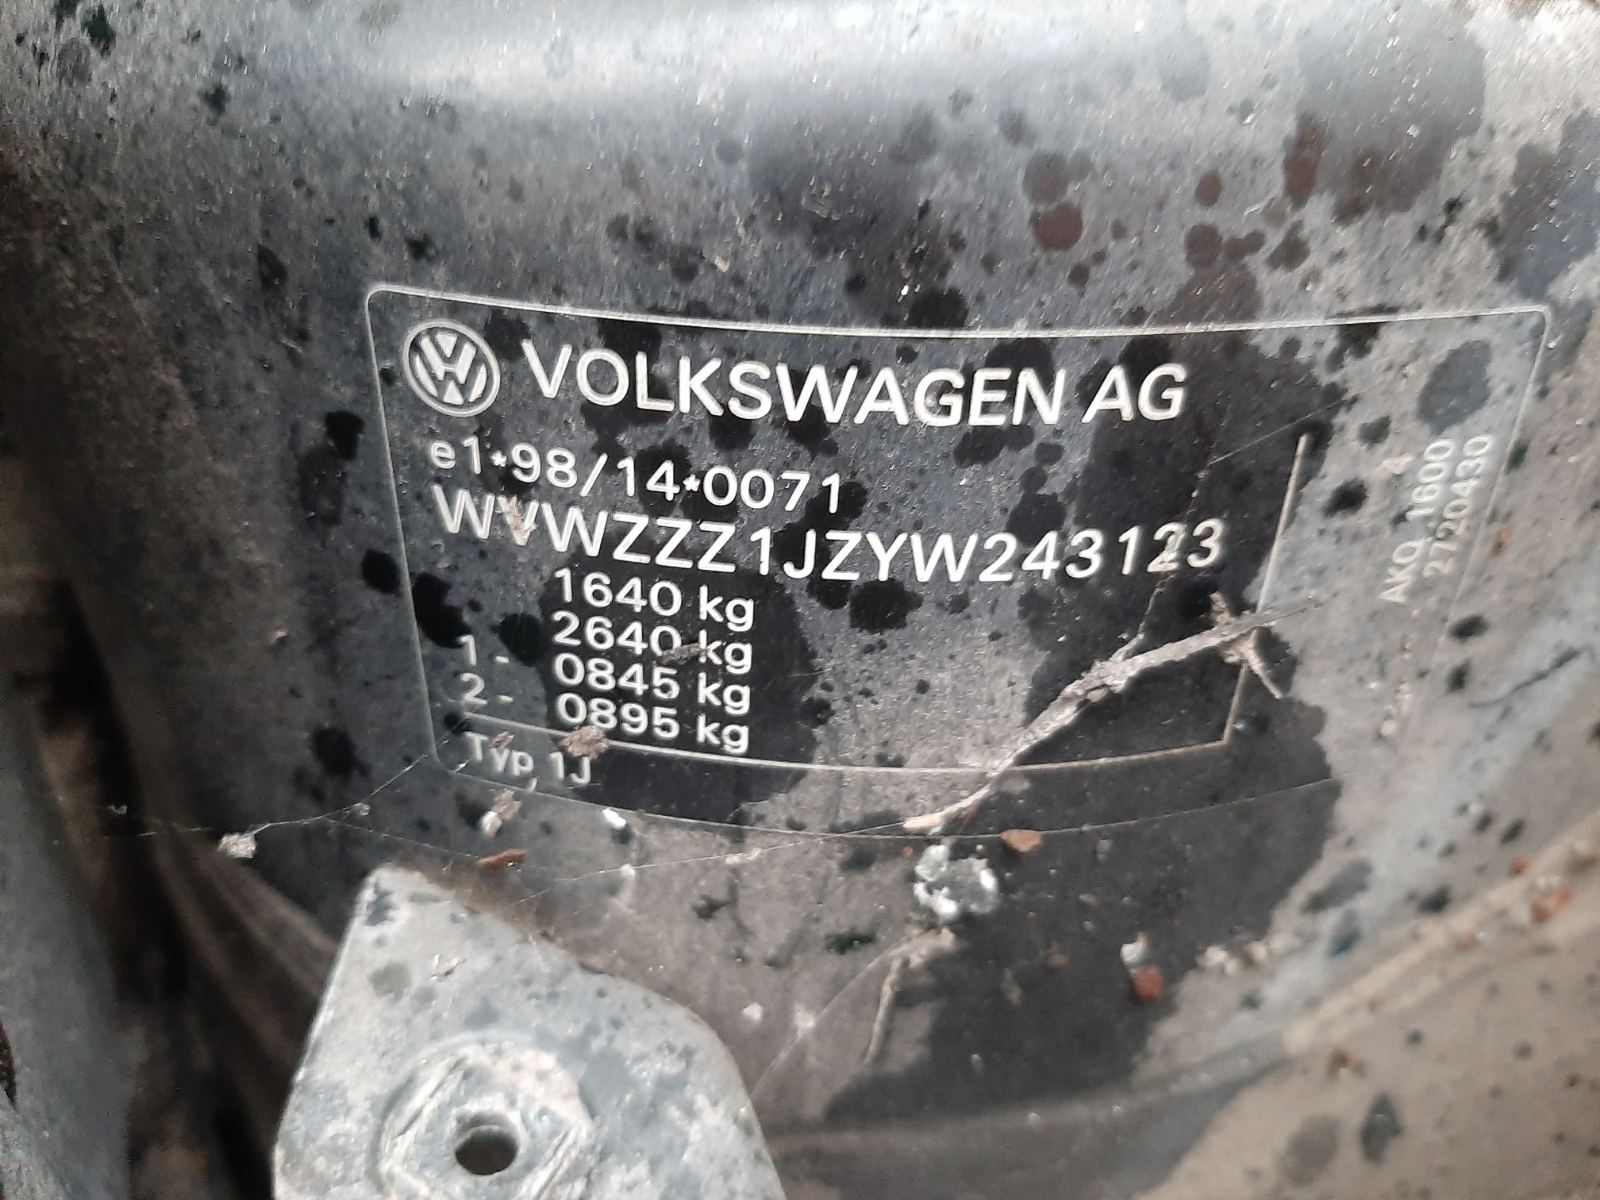 VOLKSWAGEN AG
e1*98/14*0071
WVWZZZ1JZYW243123
1640 kg
2640 kg
1- 0845 kg
2- 0895 kg
Typ 1J
AKQ 1600
2720430